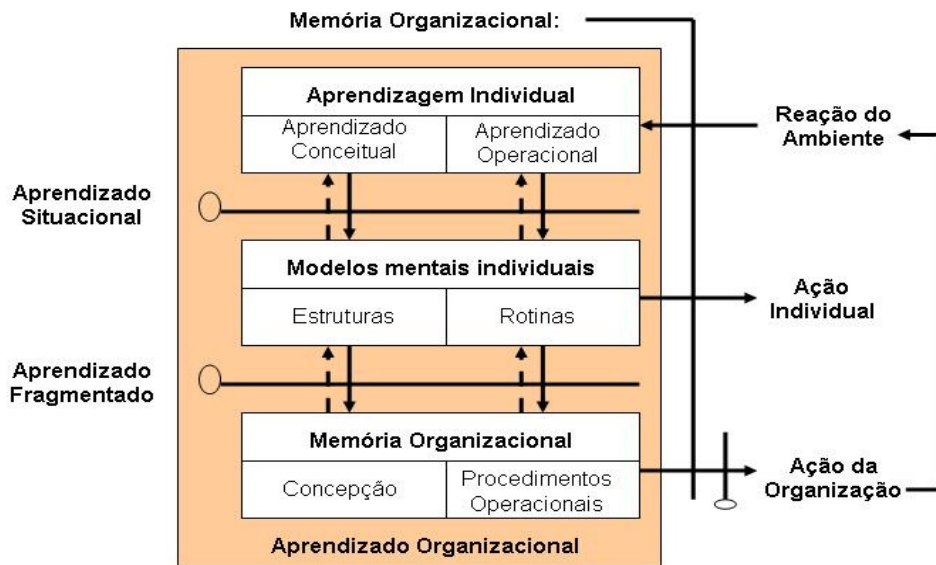 Memória Organizacional:
Aprendizagem Individual
Aprendizado
Conceitual
Aprendizado
Operacional
Reação do
Ambiente
Aprendizado
Situacional
Modelos mentais individuais
Estruturas
Rotinas
Ação
Individual
Aprendizado
Fragmentado
Memória Organizacional
Concepção
Procedimentos
Operacionais
Ação da
Organização
Aprendizado Organizacional